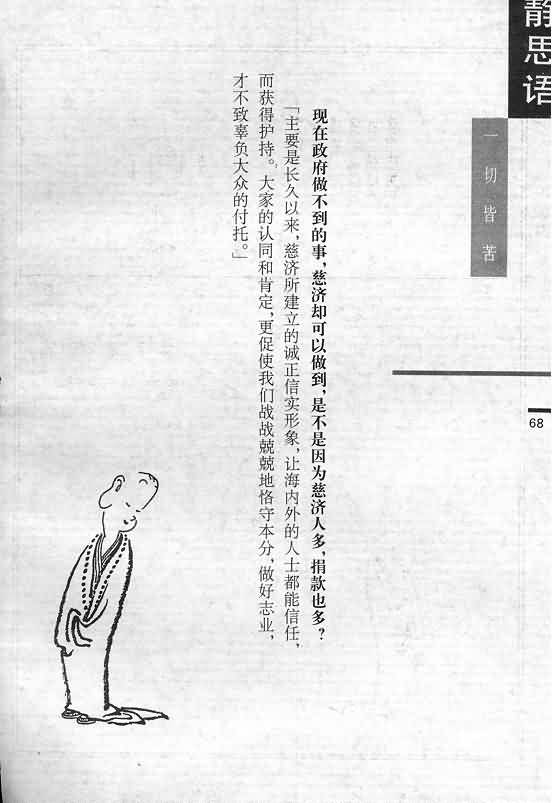 静思语
一切皆苦
68
现在政府做不到的事，慈济却可以做到，是不是因为慈济人多，捐款也多？
「主要是长久以来，慈济所建立的诚正信实形象，让海内外的人士都能信任，
而获得护持。大家的认同和肯定，更促使我们战战兢兢地恪守本分，做好志业，
才不致辜负大众的付托。」